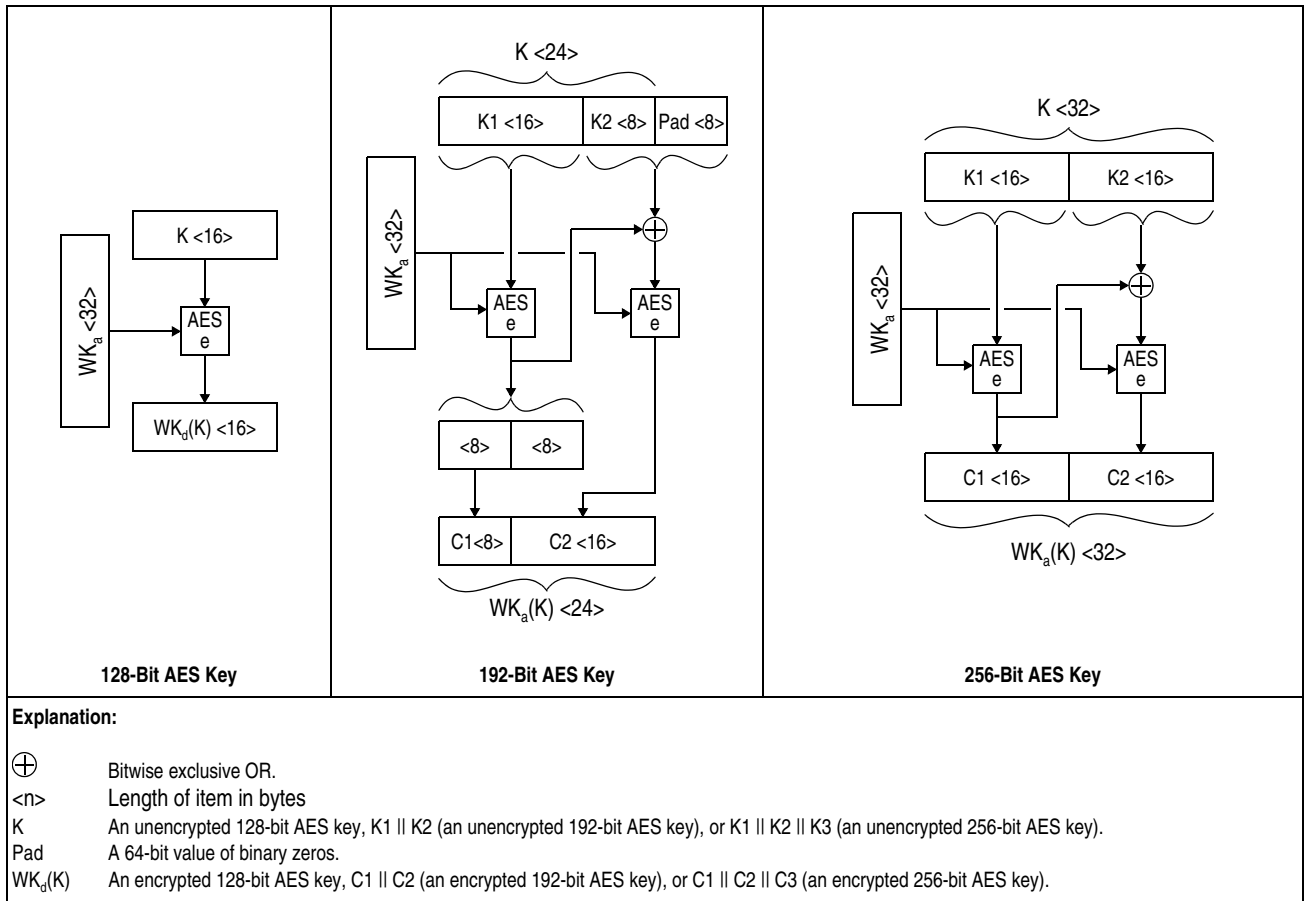 K <16>
WKₐ <32>
AES
e
WK_d(K) <16>
128-Bit AES Key
K <24>
K1 <16>
K2 <8>
Pad <8>
WKₐ <32>
AES
e
AES
e
<8>
<8>
C1<8>
C2 <16>
WKₐ(K) <24>
192-Bit AES Key
K <32>
K1 <16>
K2 <16>
WKₐ <32>
AES
e
AES
e
C1 <16>
C2 <16>
WKₐ(K) <32>
256-Bit AES Key
Explanation:
⊕ Bitwise exclusive OR.
<n> Length of item in bytes
K An unencrypted 128-bit AES key, K1 || K2 (an unencrypted 192-bit AES key), or K1 || K2 || K3 (an unencrypted 256-bit AES key).
Pad A 64-bit value of binary zeros.
WK_d(K) An encrypted 128-bit AES key, C1 || C2 (an encrypted 192-bit AES key), or C1 || C2 || C3 (an encrypted 256-bit AES key).